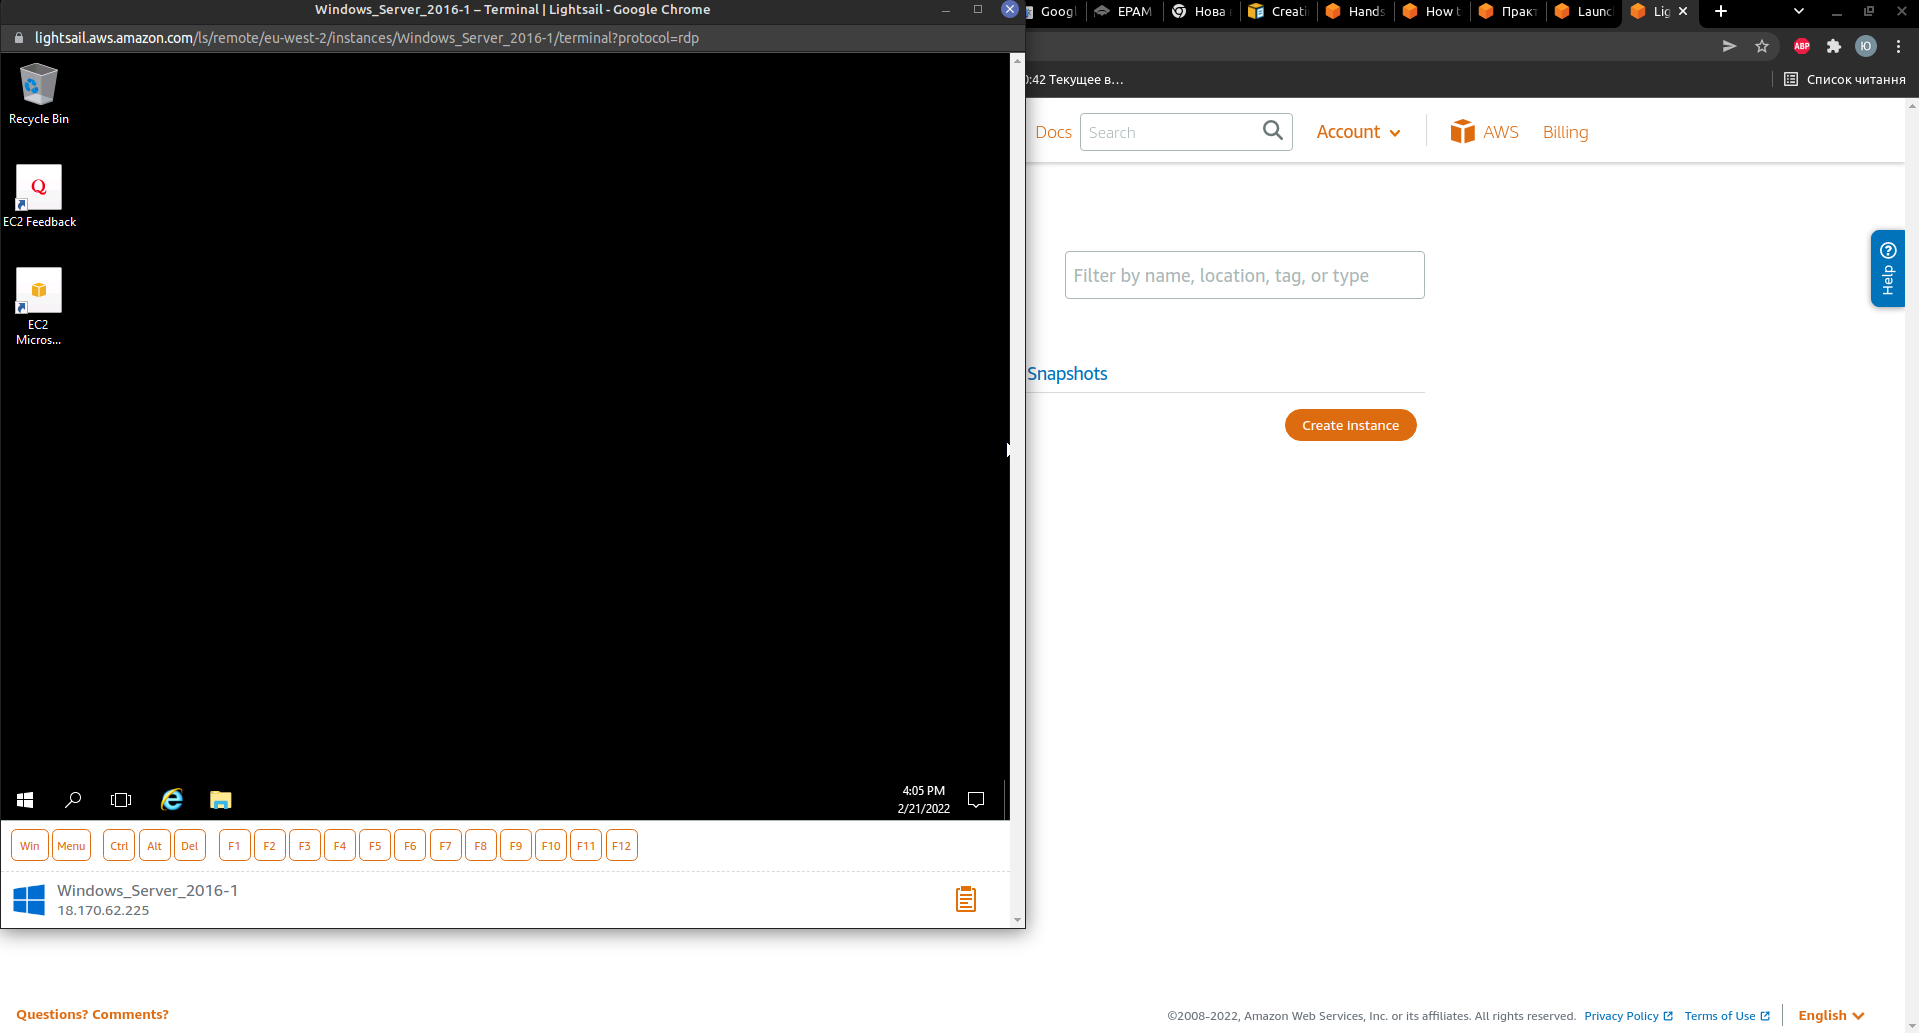 Windows_Server_2016-1 – Terminal | Lightsail - Google Chrome
lightsail.aws.amazon.com/ls/remote/eu-west-2/instances/Windows_Server_2016-1/terminal?protocol=rdp
Recycle Bin
Q
EC2 Feedback
EC2
Micros...
4:05 PM
2/21/2022
Win Menu Ctrl Alt Del F1 F2 F3 F4 F5 F6 F7 F8 F9 F10 F11 F12
Windows_Server_2016-1
18.170.62.225
Googl EPAM Нова Creati Hands How t Практ Launc Lig
ABP Ю
0:42 Текущее в...
Список читання
Docs Search Account AWS Billing
Filter by name, location, tag, or type
Help
Snapshots
Create instance
Questions? Comments?
©2008-2022, Amazon Web Services, Inc. or its affiliates. All rights reserved. Privacy Policy Terms of Use English